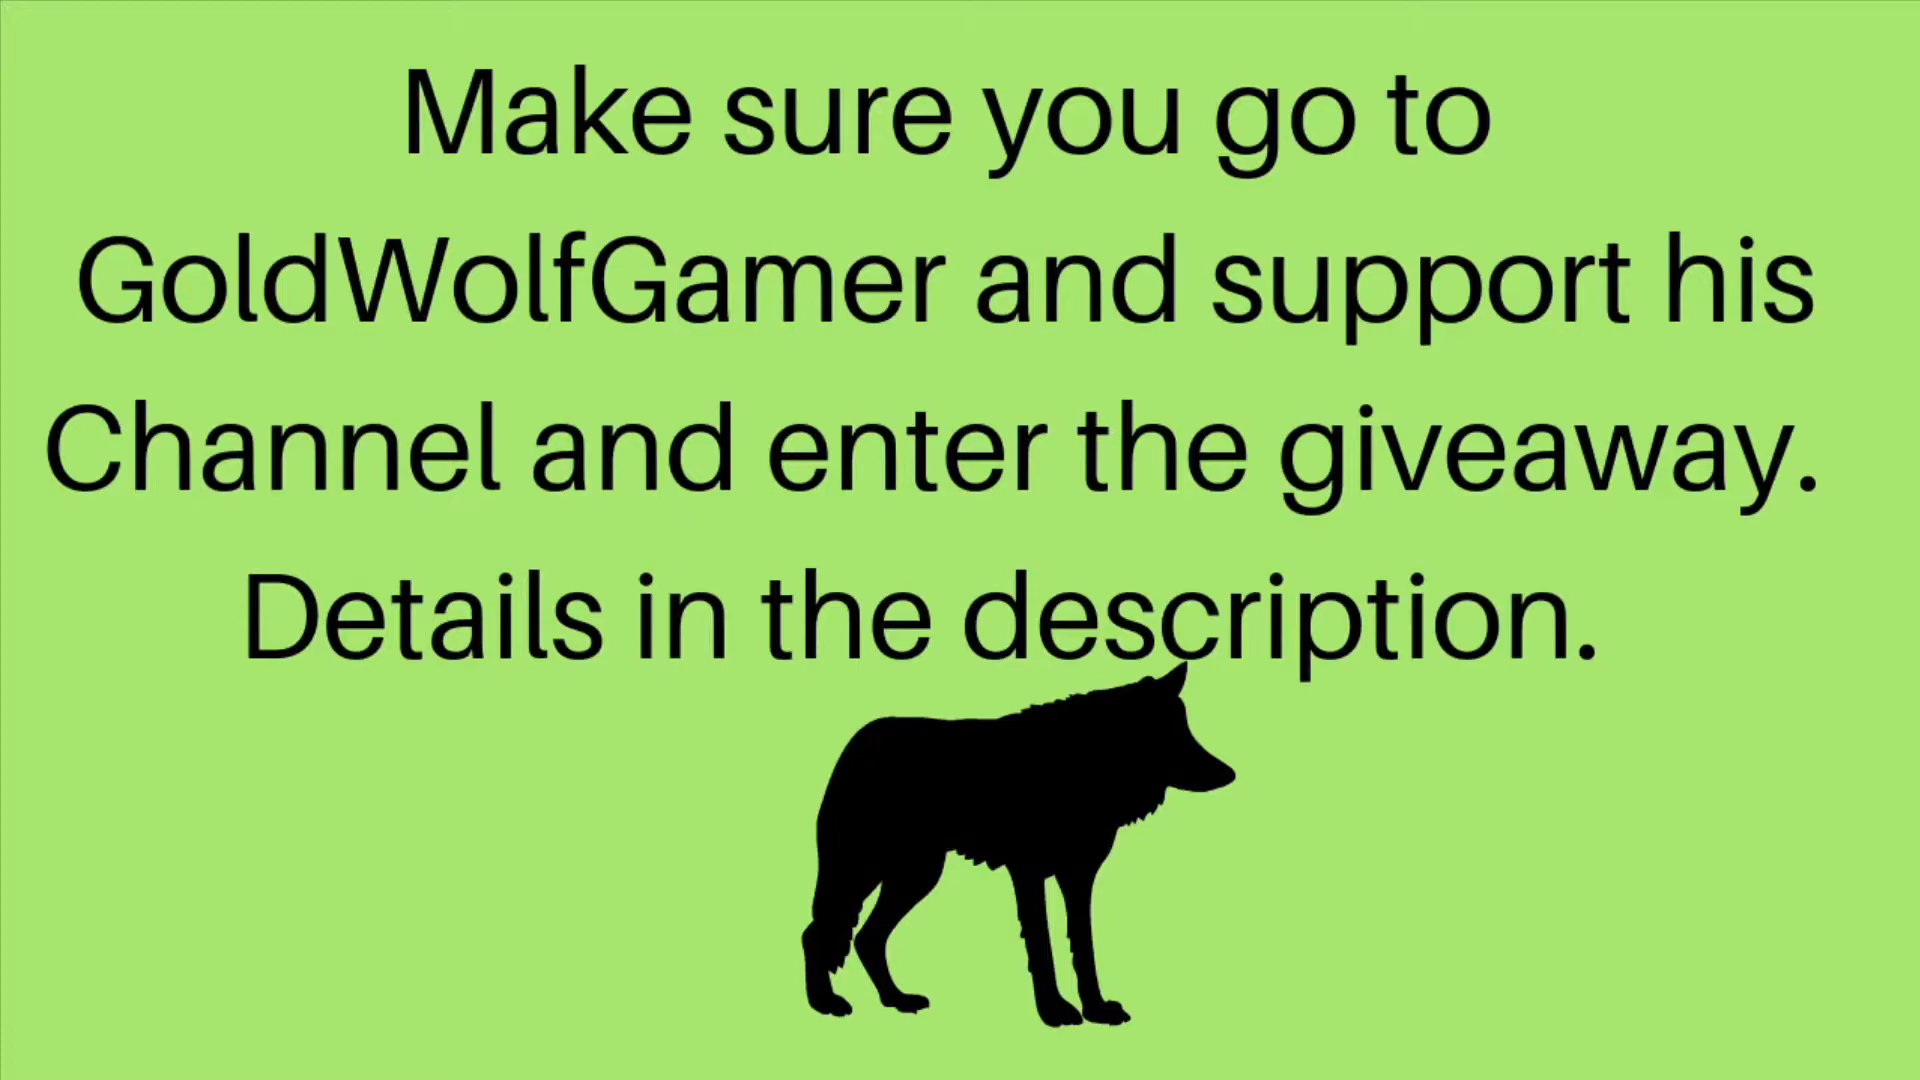 Make sure you go to
GoldWolfGamer and support his
Channel and enter the giveaway.
Details in the description.